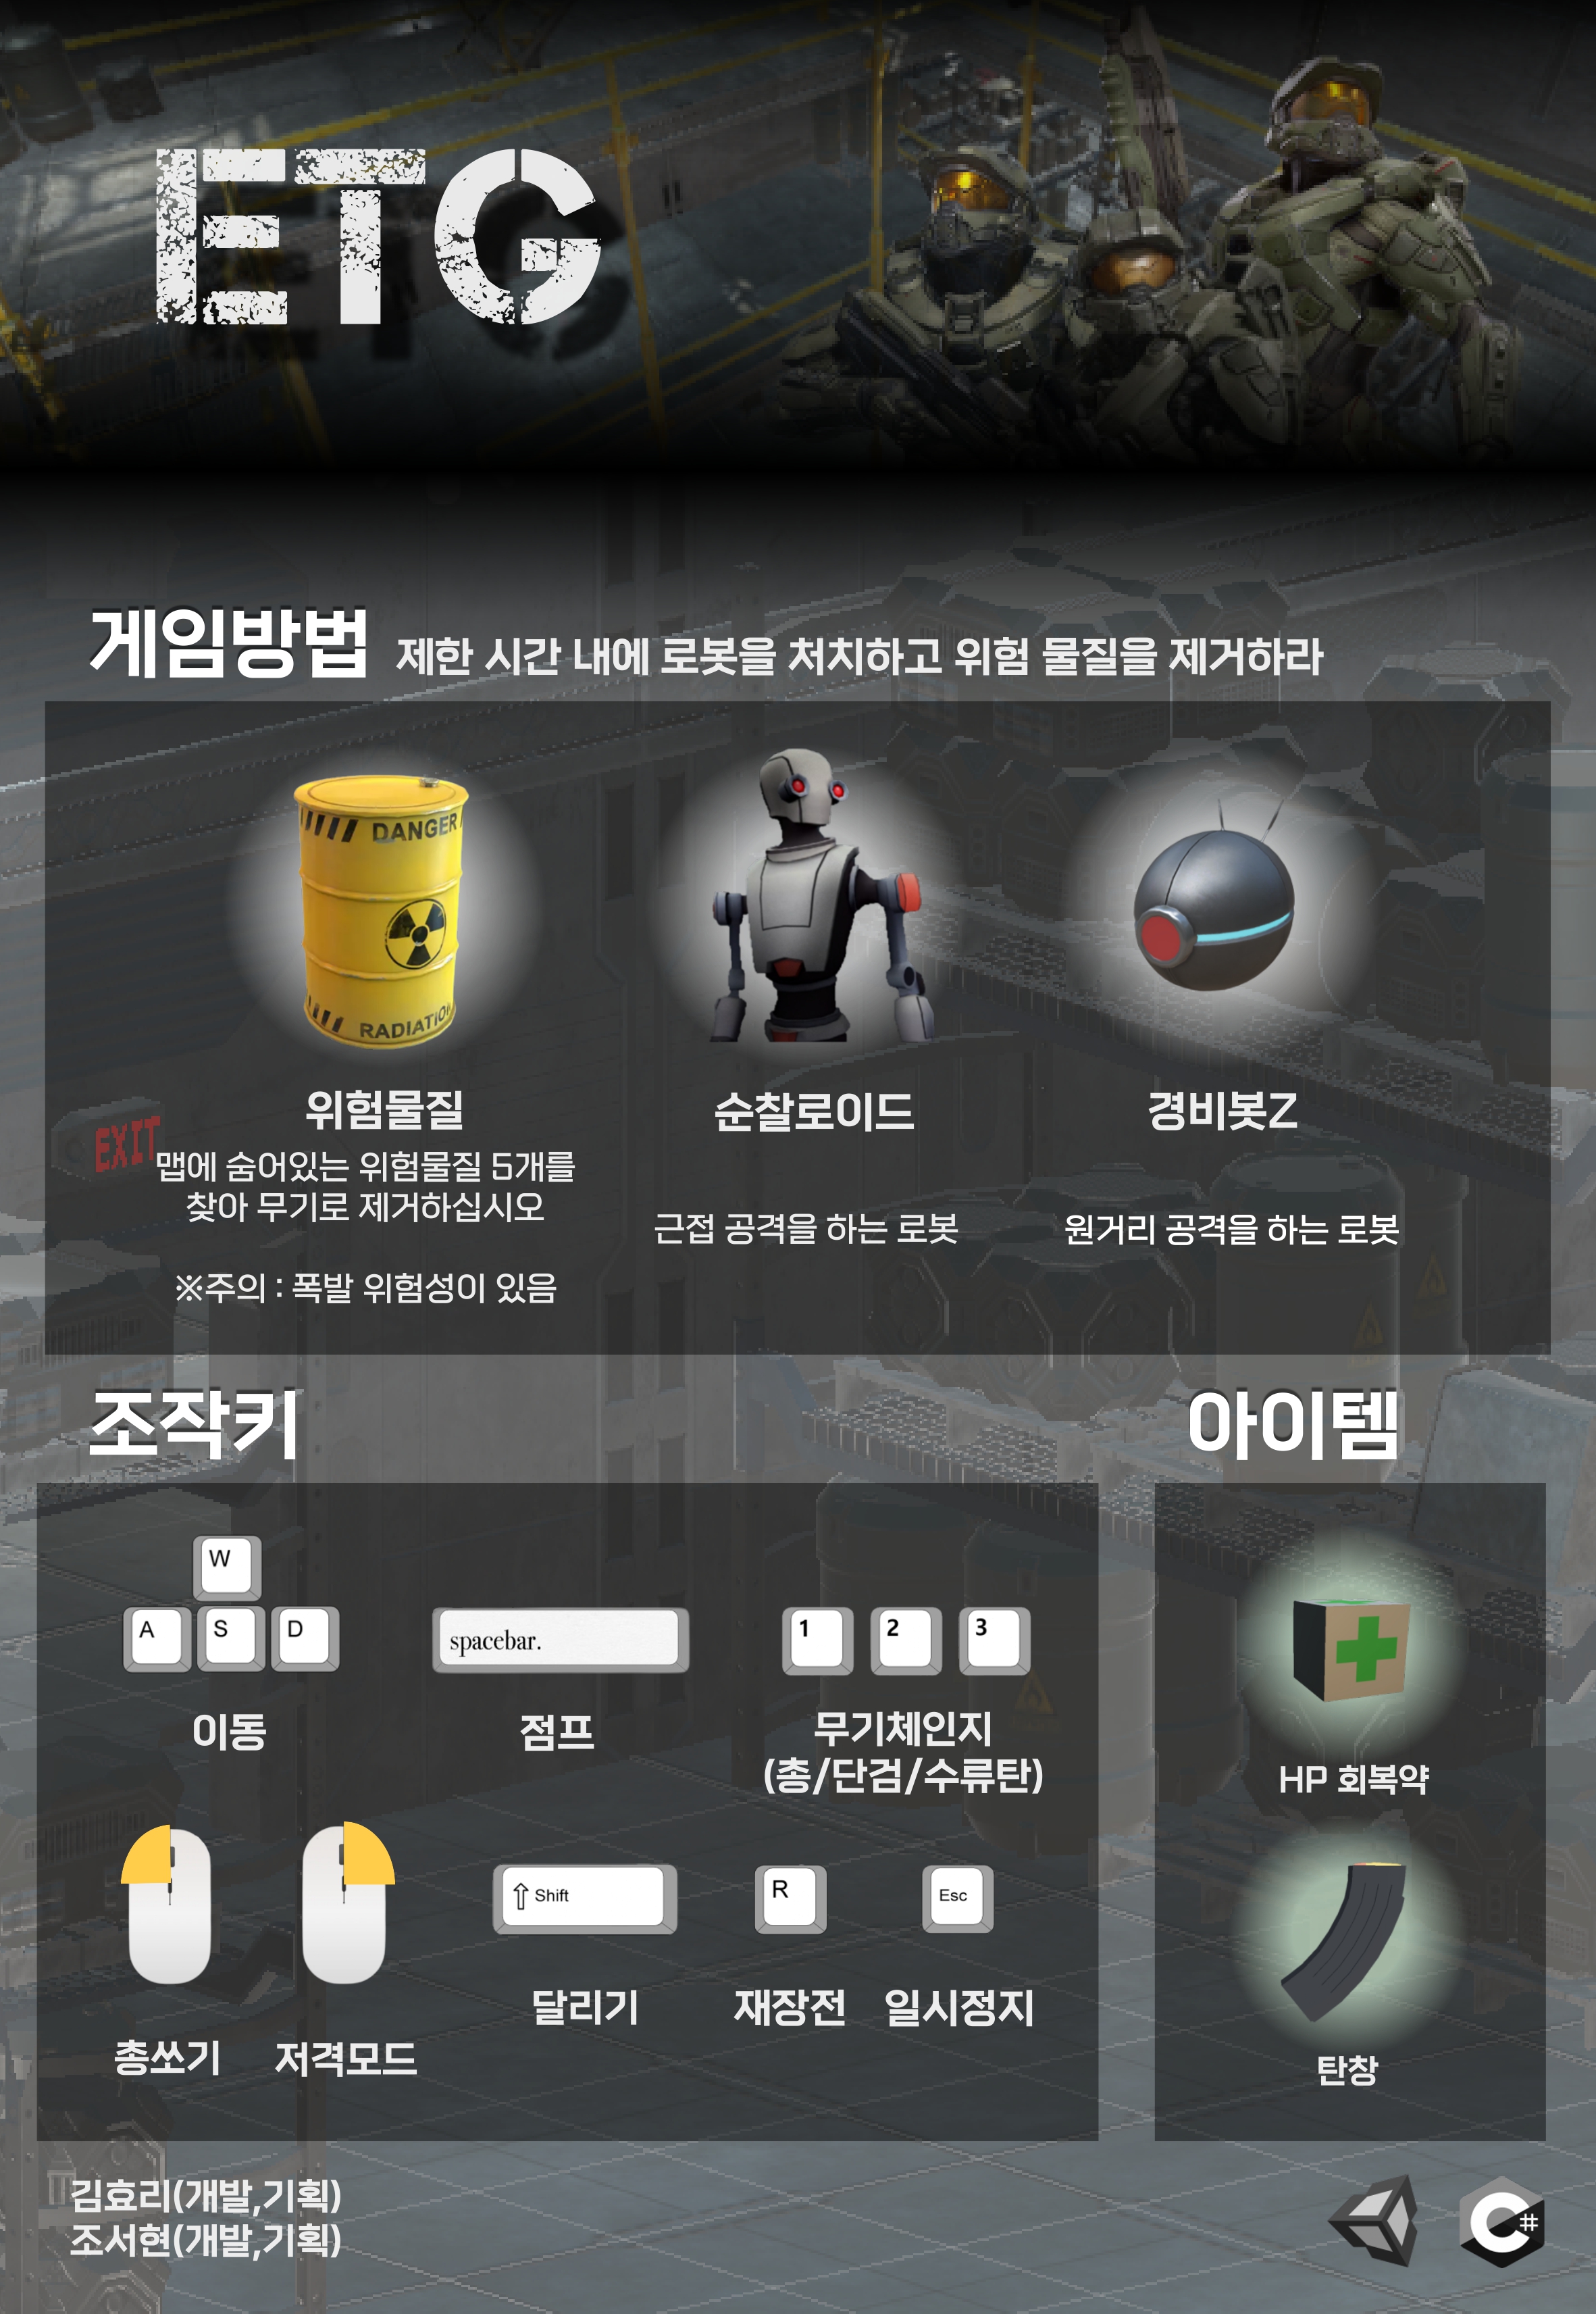 ETG
게임방법 제한 시간 내에 로봇을 처치하고 위험 물질을 제거하라
DANGER
RADIATION
위험물질
맵에 숨어있는 위험물질 5개를
찾아 무기로 제거하십시오
※주의 : 폭발 위험성이 있음
순찰로이드
근접 공격을 하는 로봇
경비봇Z
원거리 공격을 하는 로봇
EXIT
조작키
W
A S D
이동
spacebar.
점프
1 2 3
무기체인지
(총/단검/수류탄)
총쏘기
저격모드
⇧ Shift
달리기
R
재장전
Esc
일시정지
아이템
HP 회복약
탄창
김효리(개발,기획)
조서현(개발,기획)
C#